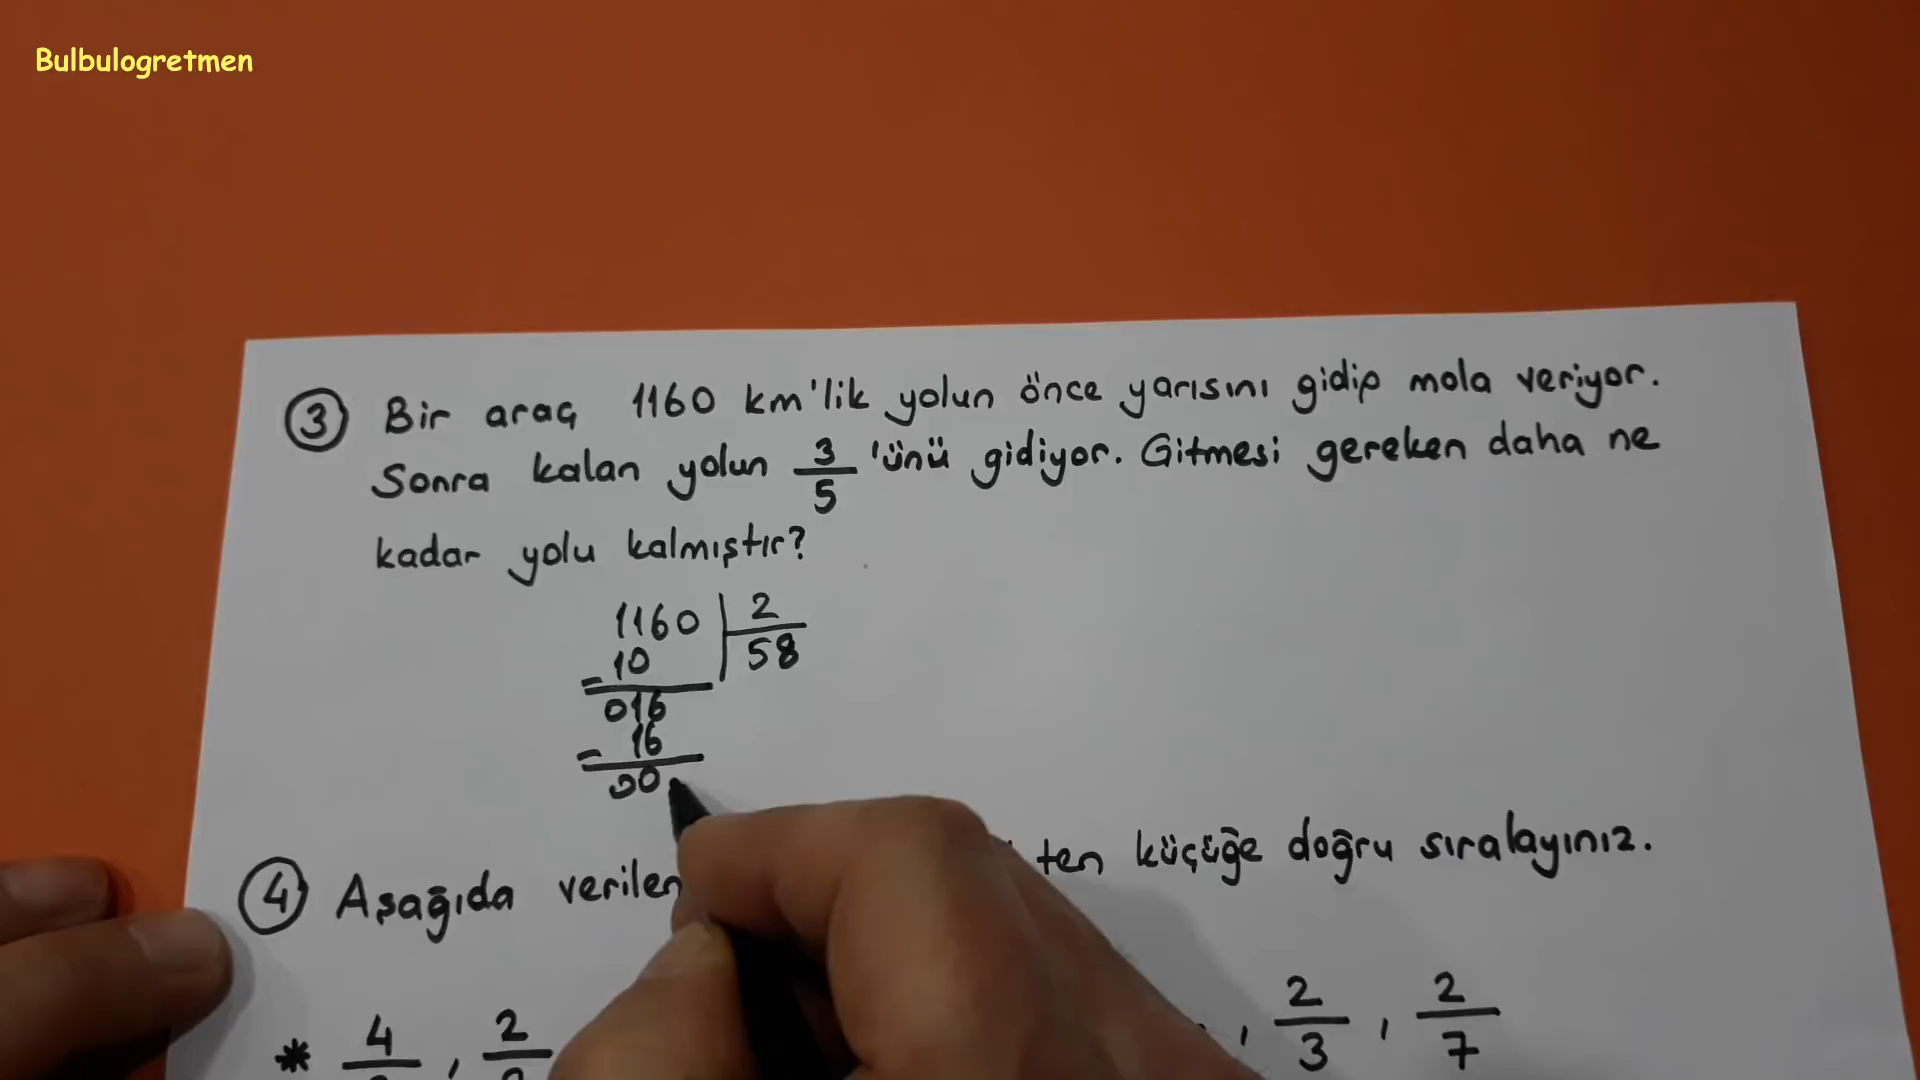 Bulbulogretmen
3 Bir araç 1160 km'lik yolun önce yarısını gidip mola veriyor.
Sonra kalan yolun 3/5 'ünü gidiyor. Gitmesi gereken daha ne
kadar yolu kalmıştır?
1160 | 2
- 10 58
016
- 16
00
4 Aşağıda verilen ten küçüğe doğru sıralayınız.
* 4 , 2 , 2/3 , 2/7